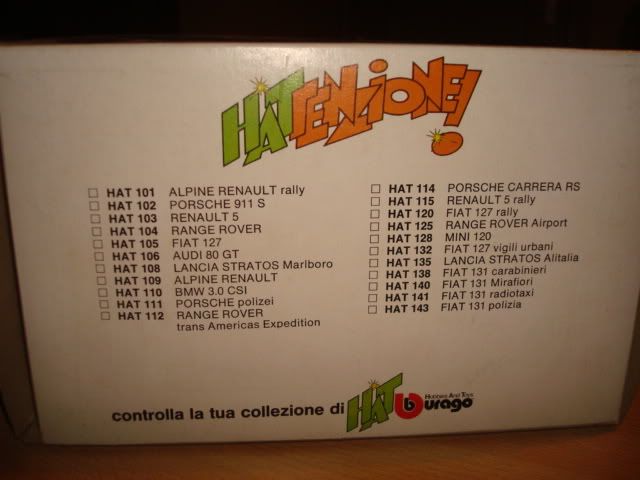 HATTENZIONE!
HAT 101 ALPINE RENAULT rally
HAT 102 PORSCHE 911 S
HAT 103 RENAULT 5
HAT 104 RANGE ROVER
HAT 105 FIAT 127
HAT 106 AUDI 80 GT
HAT 108 LANCIA STRATOS Marlboro
HAT 109 ALPINE RENAULT
HAT 110 BMW 3.0 CSI
HAT 111 PORSCHE polizei
HAT 112 RANGE ROVER
trans Americas Expedition
HAT 114 PORSCHE CARRERA RS
HAT 115 RENAULT 5 rally
HAT 120 FIAT 127 rally
HAT 125 RANGE ROVER Airport
HAT 128 MINI 120
HAT 132 FIAT 127 vigili urbani
HAT 135 LANCIA STRATOS Alitalia
HAT 138 FIAT 131 carabinieri
HAT 140 FIAT 131 Mirafiori
HAT 141 FIAT 131 radiotaxi
HAT 143 FIAT 131 polizia
controlla la tua collezione di HAT
Hobbies And Toys
burago